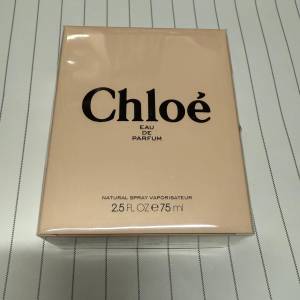 Chloé
EAU
DE
PARFUM
NATURAL SPRAY VAPORISATEUR
2.5 FL.OZ ℮ 75 ml